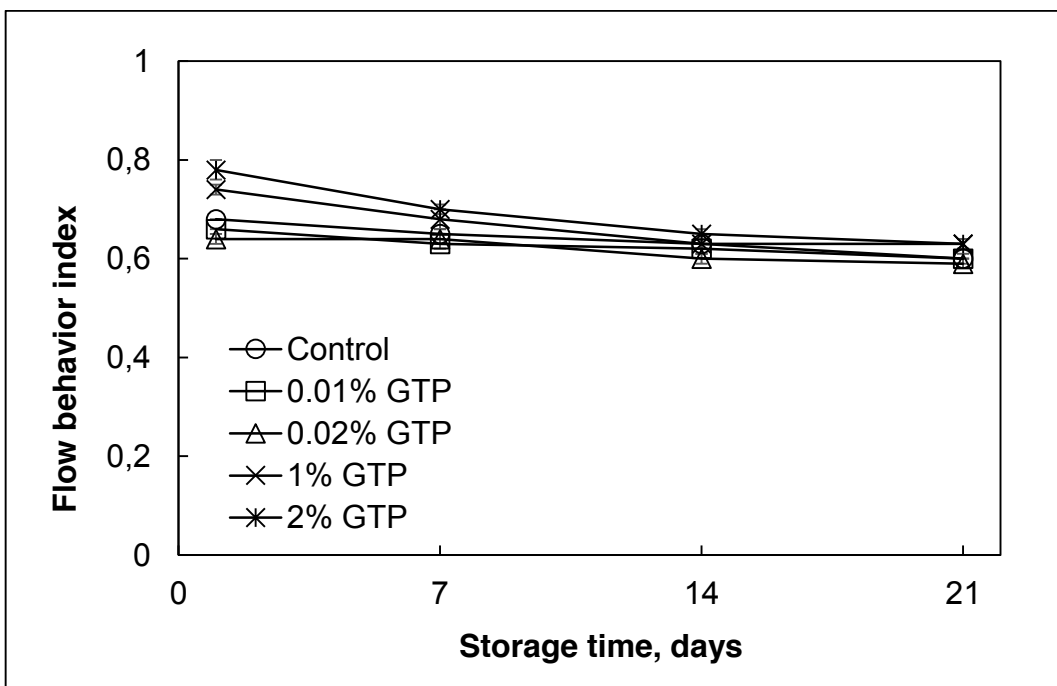 1
0,8
0,6
0,4
0,2
0
Flow behavior index
Control
0.01% GTP
0.02% GTP
1% GTP
2% GTP
0 7 14 21
Storage time, days